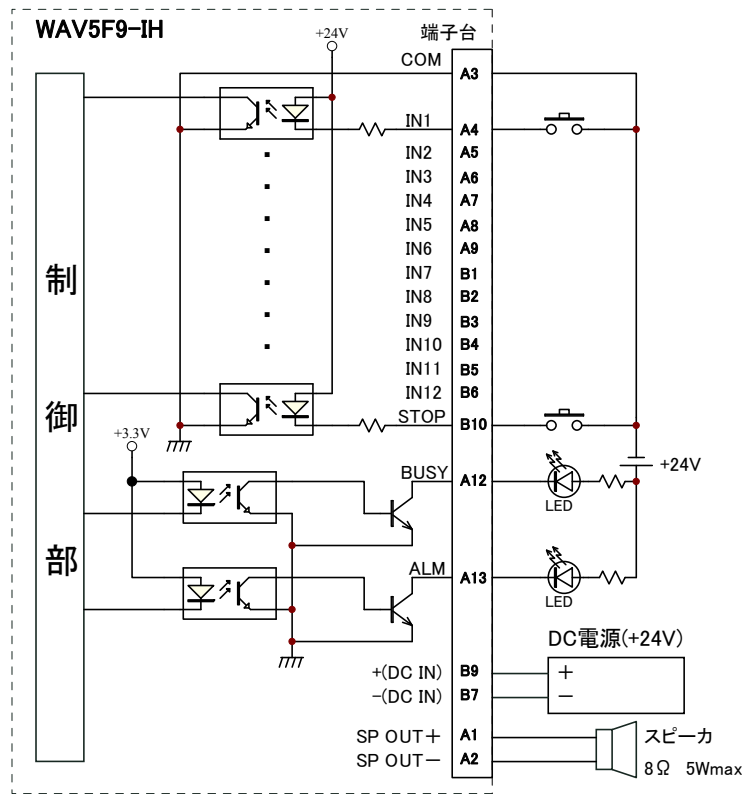 WAV5F9-IH
+24V
端子台
COM A3
IN1 A4
IN2 A5
IN3 A6
IN4 A7
IN5 A8
IN6 A9
IN7 B1
IN8 B2
IN9 B3
IN10 B4
IN11 B5
IN12 B6
STOP B10
制御部
+3.3V
+24V
BUSY A12
LED
ALM A13
LED
DC電源(+24V)
+(DC IN) B9 +
-(DC IN) B7 -
SP OUT+ A1
SP OUT- A2
スピーカ
8Ω 5Wmax